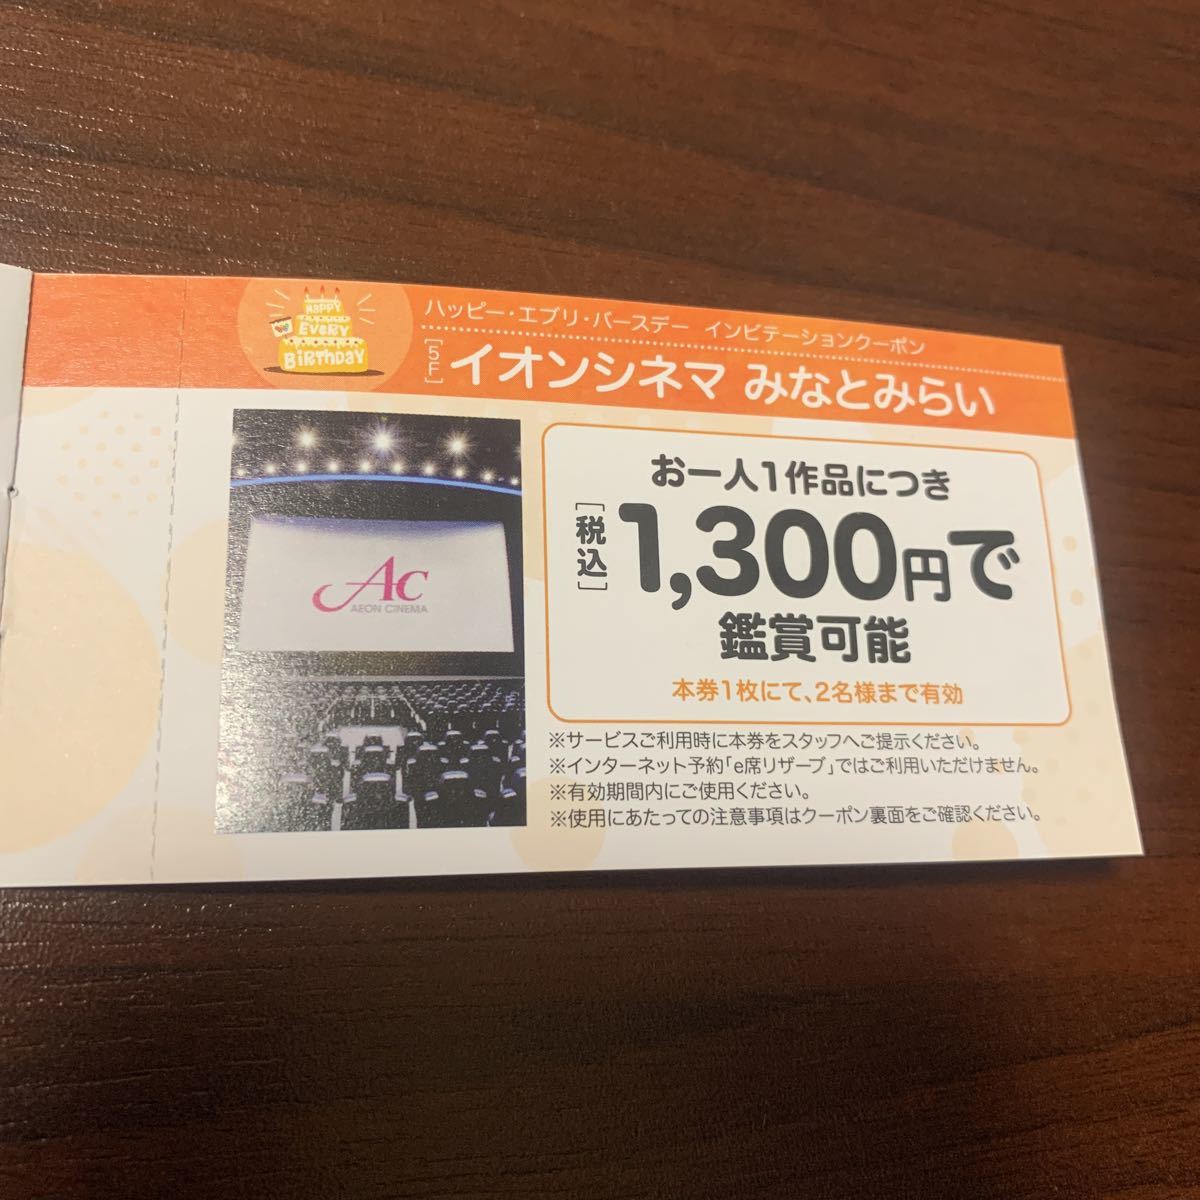 HAPPY
EVERY
BIRTHDAY
ハッピー・エブリ・バースデー インビテーションクーポン
[5F] イオンシネマ みなとみらい
AC
AEON CINEMA
お一人1作品につき
[税込] 1,300円で
鑑賞可能
本券1枚にて、2名様まで有効
※サービスご利用時に本券をスタッフへご提示ください。
※インターネット予約「e席リザーブ」ではご利用いただけません。
※有効期間内にご使用ください。
※使用にあたっての注意事項はクーポン裏面をご確認ください。